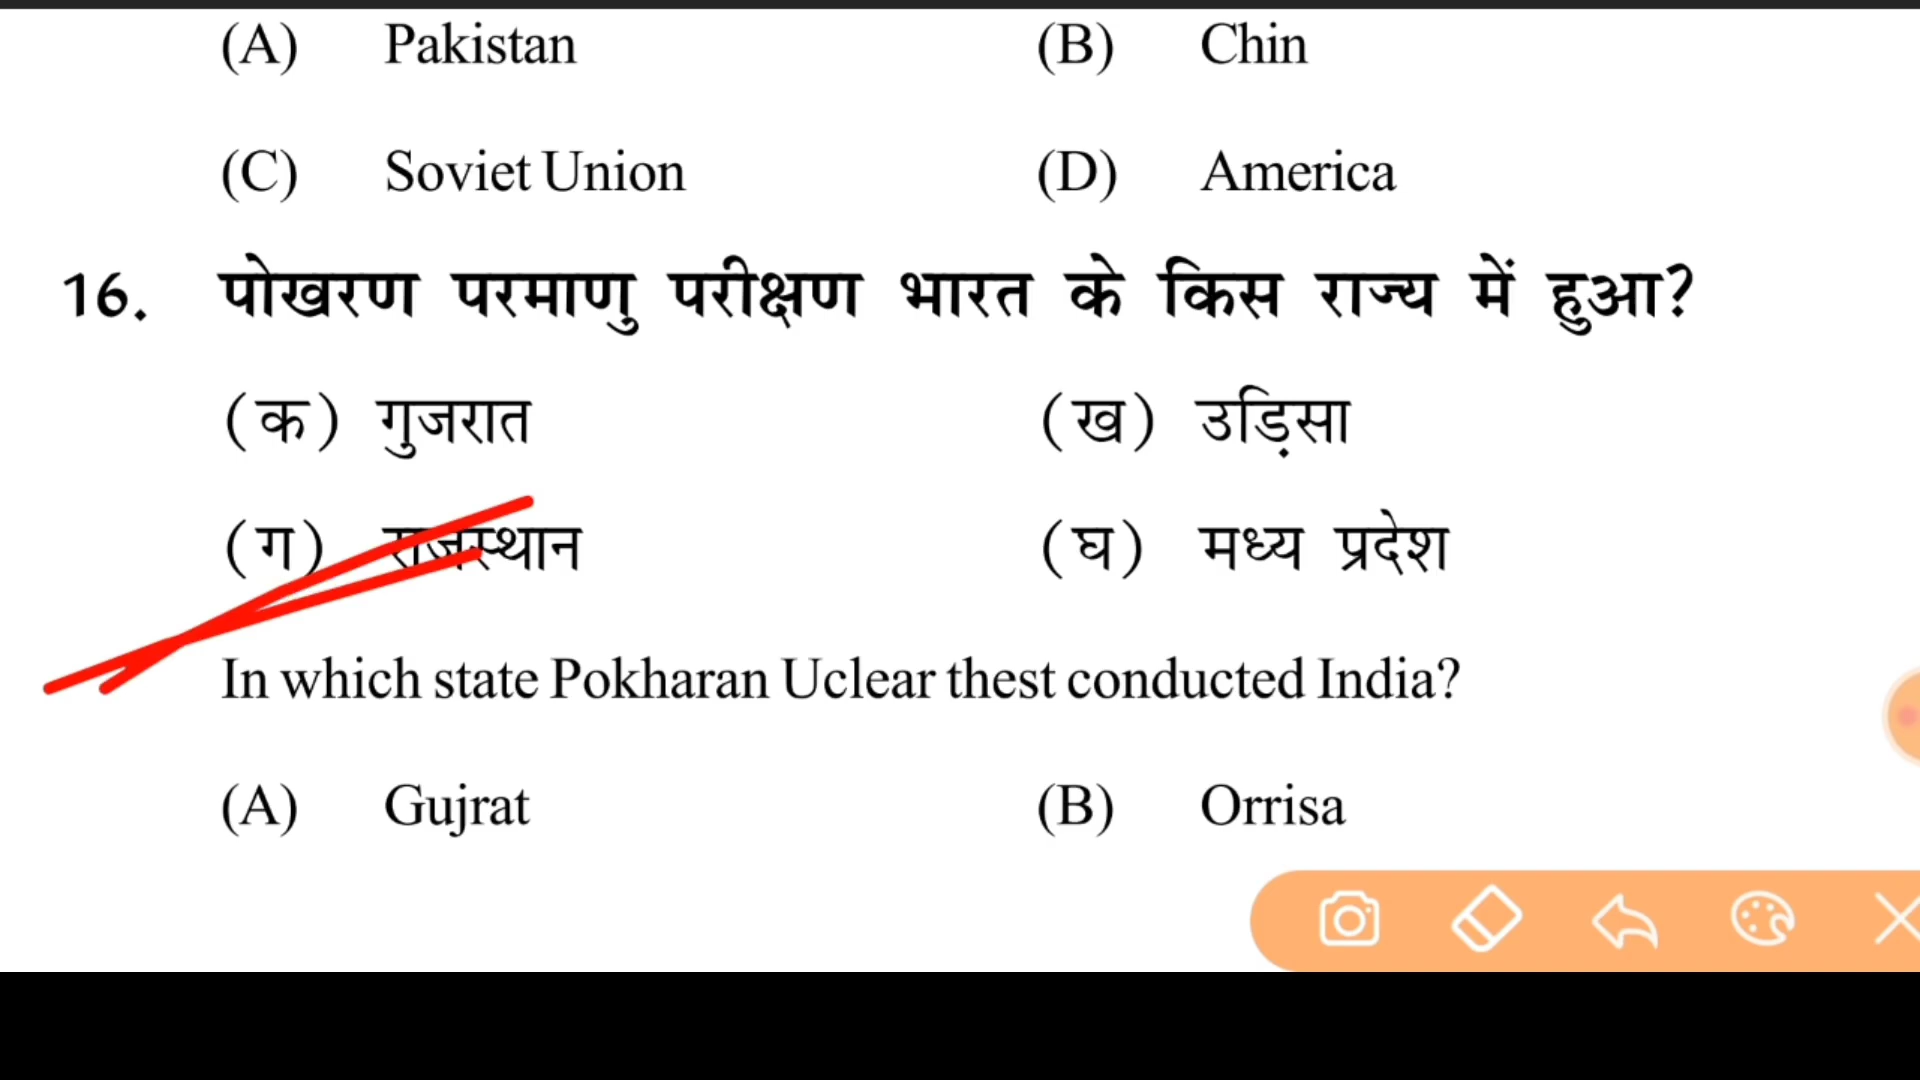 (A) Pakistan (B) Chin
(C) Soviet Union (D) America
16. पोखरण परमाणु परीक्षण भारत के किस राज्य में हुआ?
(क) गुजरात (ख) उड़िसा
(ग) राजस्थान (घ) मध्य प्रदेश
In which state Pokharan Uclear thest conducted India?
(A) Gujrat (B) Orrisa